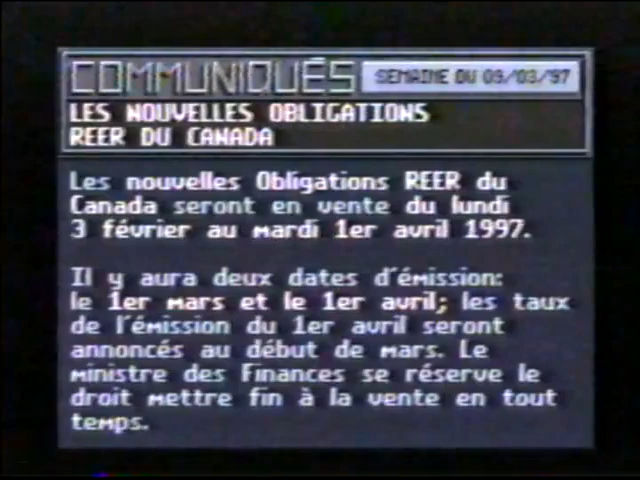 COMMUNIQUÉS SEMAINE DU 09/03/97
LES NOUVELLES OBLIGATIONS
REER DU CANADA
Les nouvelles Obligations REER du
Canada seront en vente du lundi
3 février au mardi 1er avril 1997.
Il y aura deux dates d'émission:
le 1er mars et le 1er avril; les taux
de l'émission du 1er avril seront
annoncés au début de mars. Le
ministre des Finances se réserve le
droit mettre fin à la vente en tout
temps.